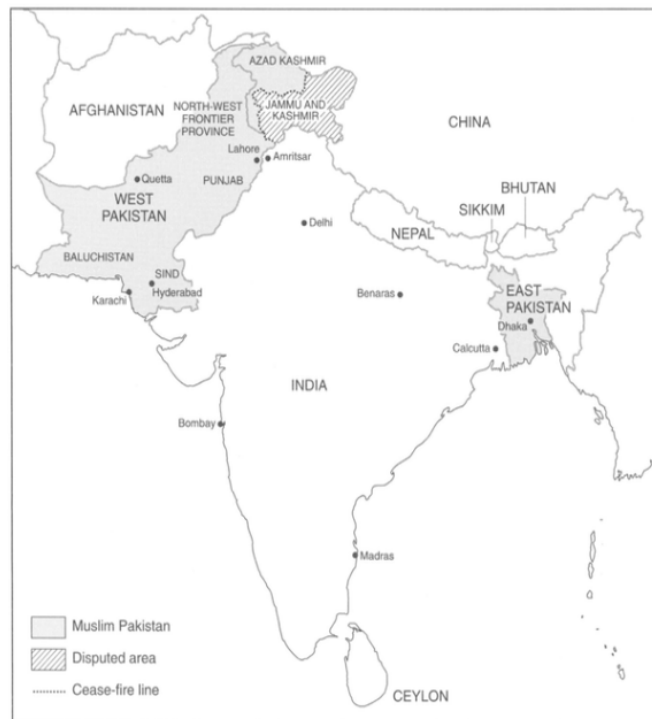 AZAD KASHMIR
AFGHANISTAN
NORTH-WEST
FRONTIER
PROVINCE
JAMMU AND
KASHMIR
CHINA
Lahore
Amritsar
Quetta
PUNJAB
WEST
PAKISTAN
BHUTAN
SIKKIM
Delhi
NEPAL
BALUCHISTAN
SIND
Hyderabad
Karachi
Benaras
EAST
PAKISTAN
Dhaka
Calcutta
INDIA
Bombay
Madras
Muslim Pakistan
Disputed area
Cease-fire line
CEYLON